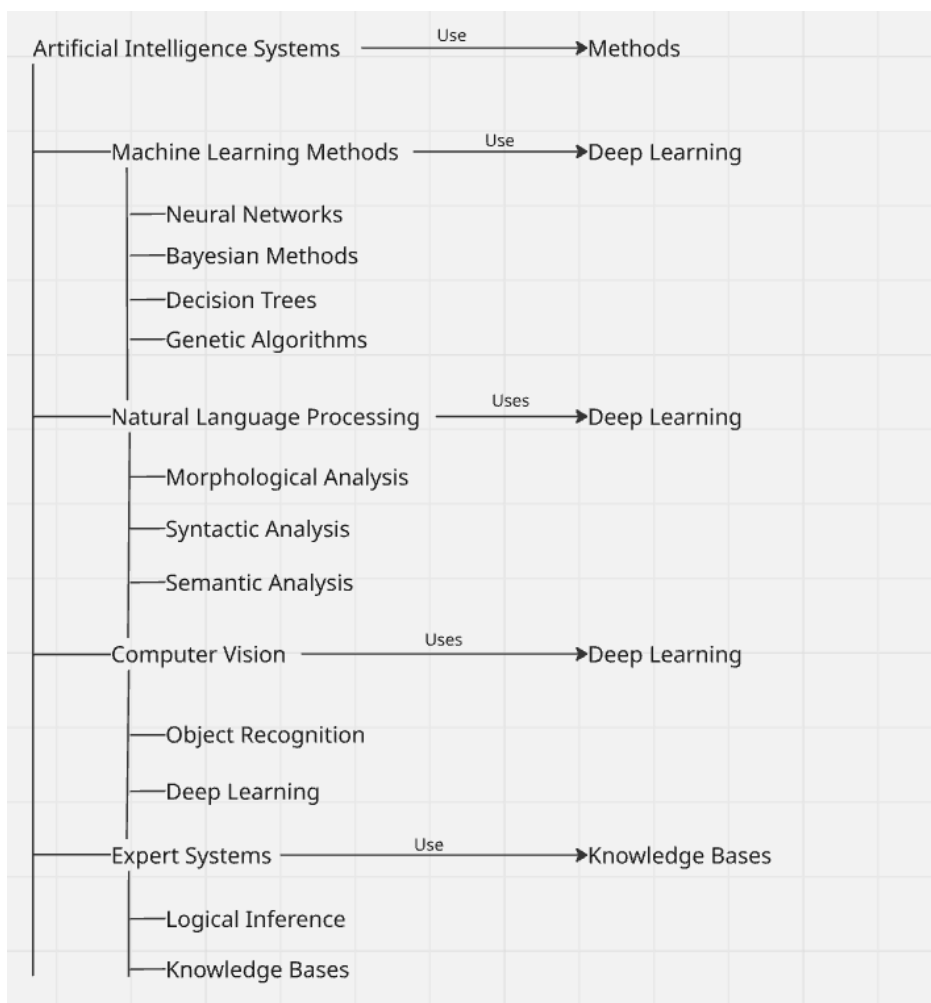 Artificial Intelligence Systems Use Methods
Machine Learning Methods Use Deep Learning
Neural Networks
Bayesian Methods
Decision Trees
Genetic Algorithms
Natural Language Processing Uses Deep Learning
Morphological Analysis
Syntactic Analysis
Semantic Analysis
Computer Vision Uses Deep Learning
Object Recognition
Deep Learning
Expert Systems Use Knowledge Bases
Logical Inference
Knowledge Bases